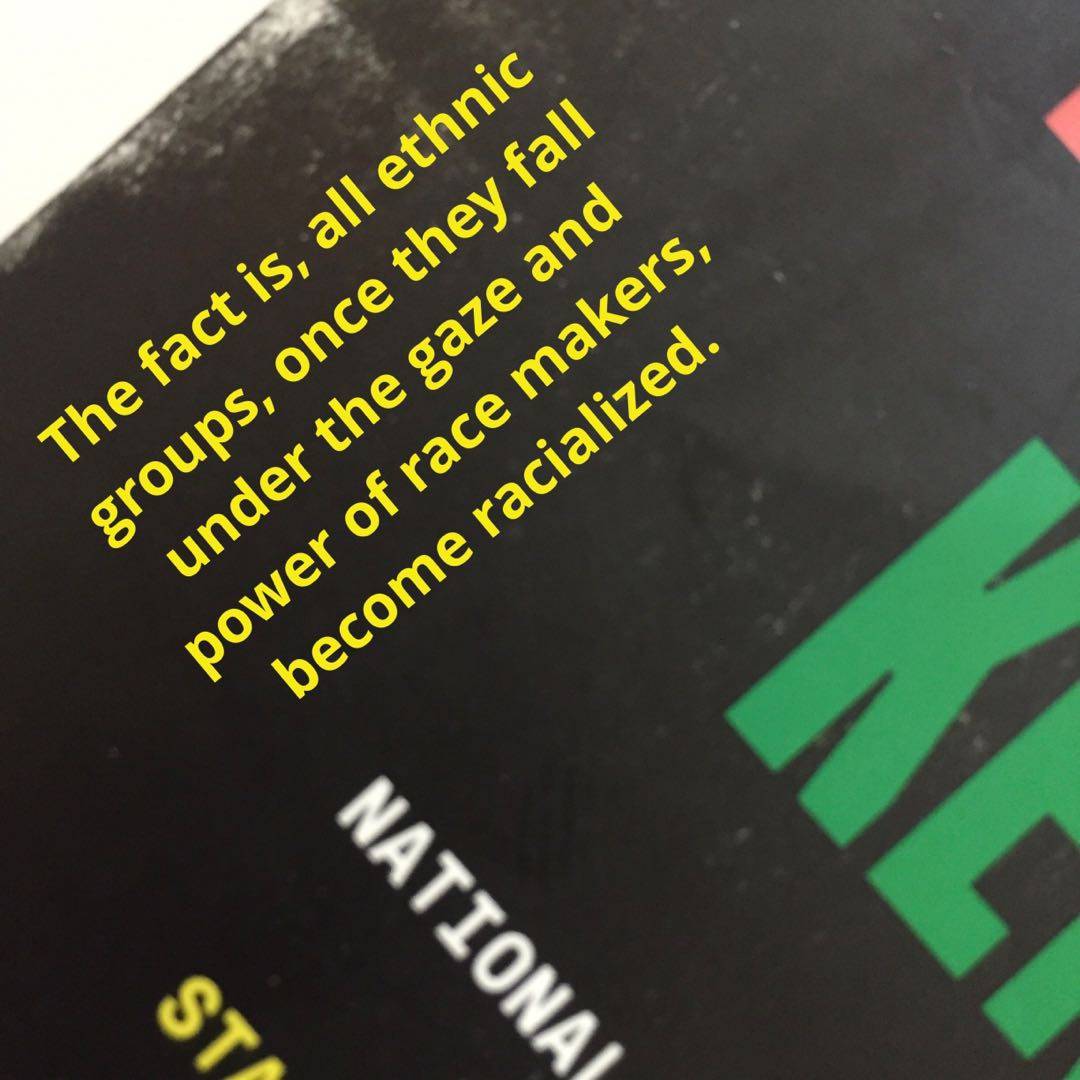 The fact is, all ethnic
groups, once they fall
under the gaze and
power of race makers,
become racialized.
NATIONAL